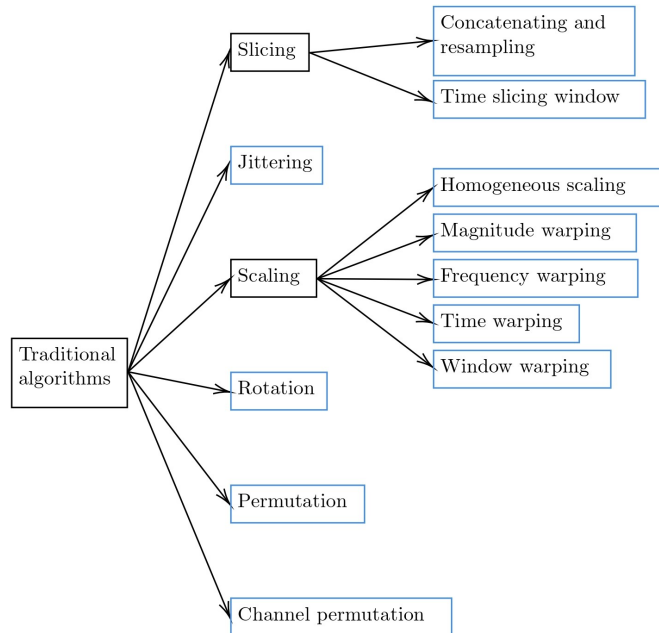 Concatenating and
resampling
Slicing
Time slicing window
Jittering
Homogeneous scaling
Magnitude warping
Scaling
Frequency warping
Time warping
Traditional
algorithms
Window warping
Rotation
Permutation
Channel permutation